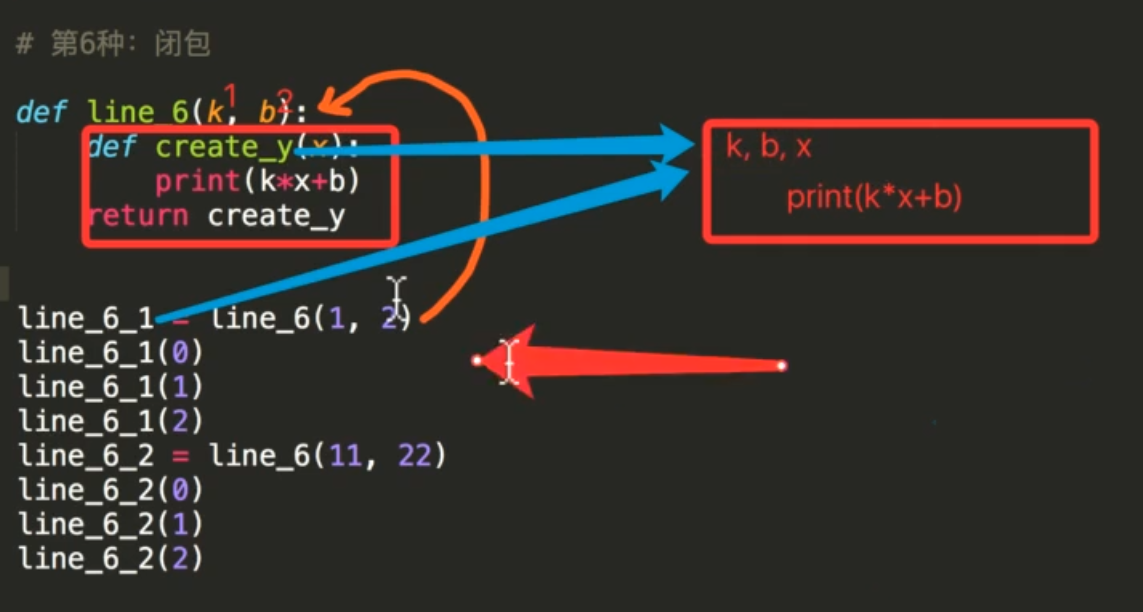 # 第6种：闭包
1 2
def line_6(k, b):
def create_y(x):
print(k*x+b)
return create_y
k, b, x
print(k*x+b)
line_6_1 = line_6(1, 2)
line_6_1(0)
line_6_1(1)
line_6_1(2)
line_6_2 = line_6(11, 22)
line_6_2(0)
line_6_2(1)
line_6_2(2)